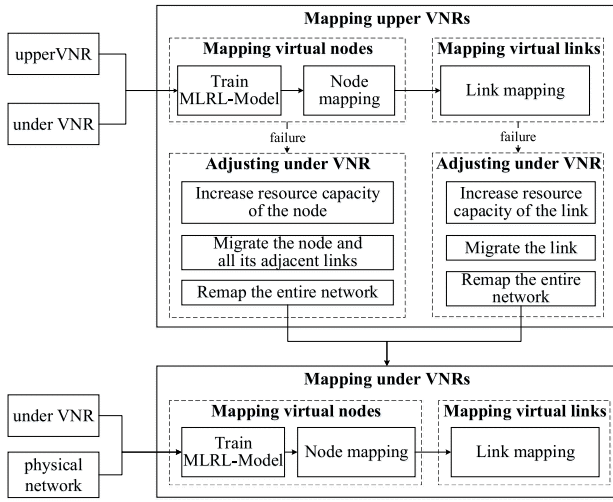 Mapping upper VNRs
upperVNR
under VNR
Mapping virtual nodes
Train
MLRL-Model
Node
mapping
Mapping virtual links
Link mapping
failure
failure
Adjusting under VNR
Increase resource capacity
of the node
Migrate the node and
all its adjacent links
Remap the entire network
Adjusting under VNR
Increase resource
capacity of the link
Migrate the link
Remap the entire
network
Mapping under VNRs
under VNR
physical
network
Mapping virtual nodes
Train
MLRL-Model
Node mapping
Mapping virtual links
Link mapping